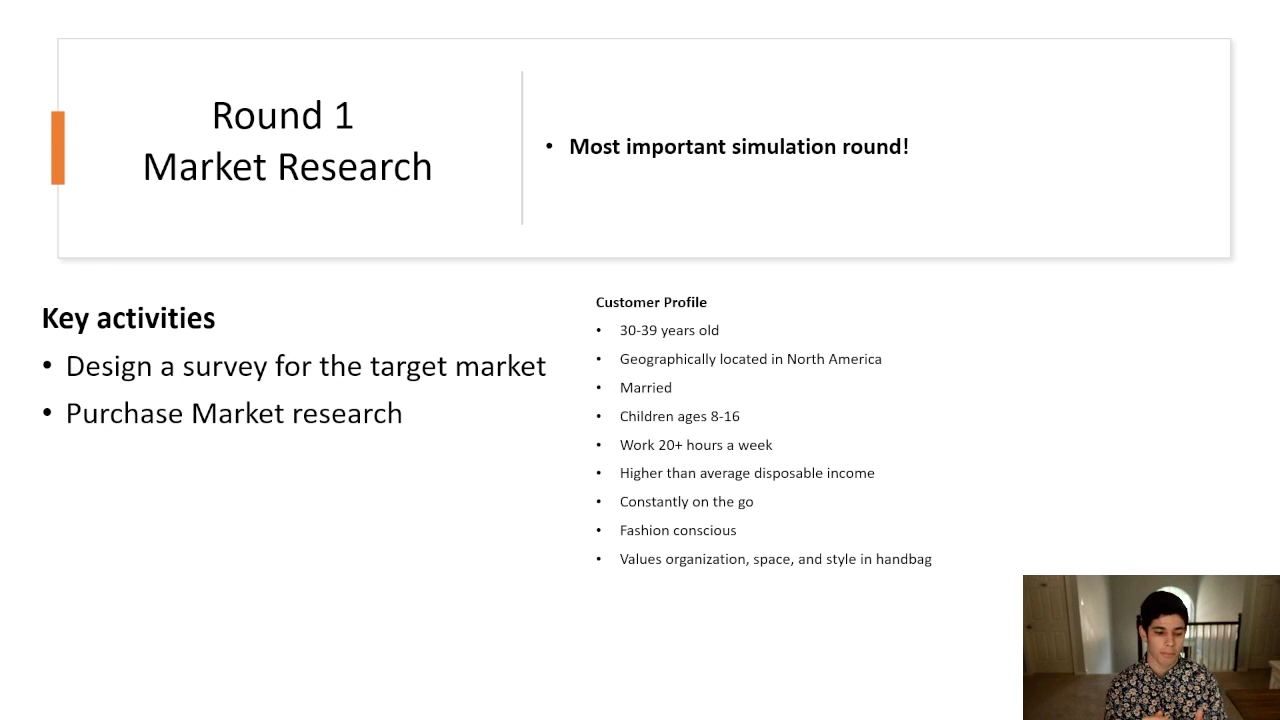 Round 1
Market Research
• Most important simulation round!
Key activities
• Design a survey for the target market
• Purchase Market research
Customer Profile
• 30-39 years old
• Geographically located in North America
• Married
• Children ages 8-16
• Work 20+ hours a week
• Higher than average disposable income
• Constantly on the go
• Fashion conscious
• Values organization, space, and style in handbag